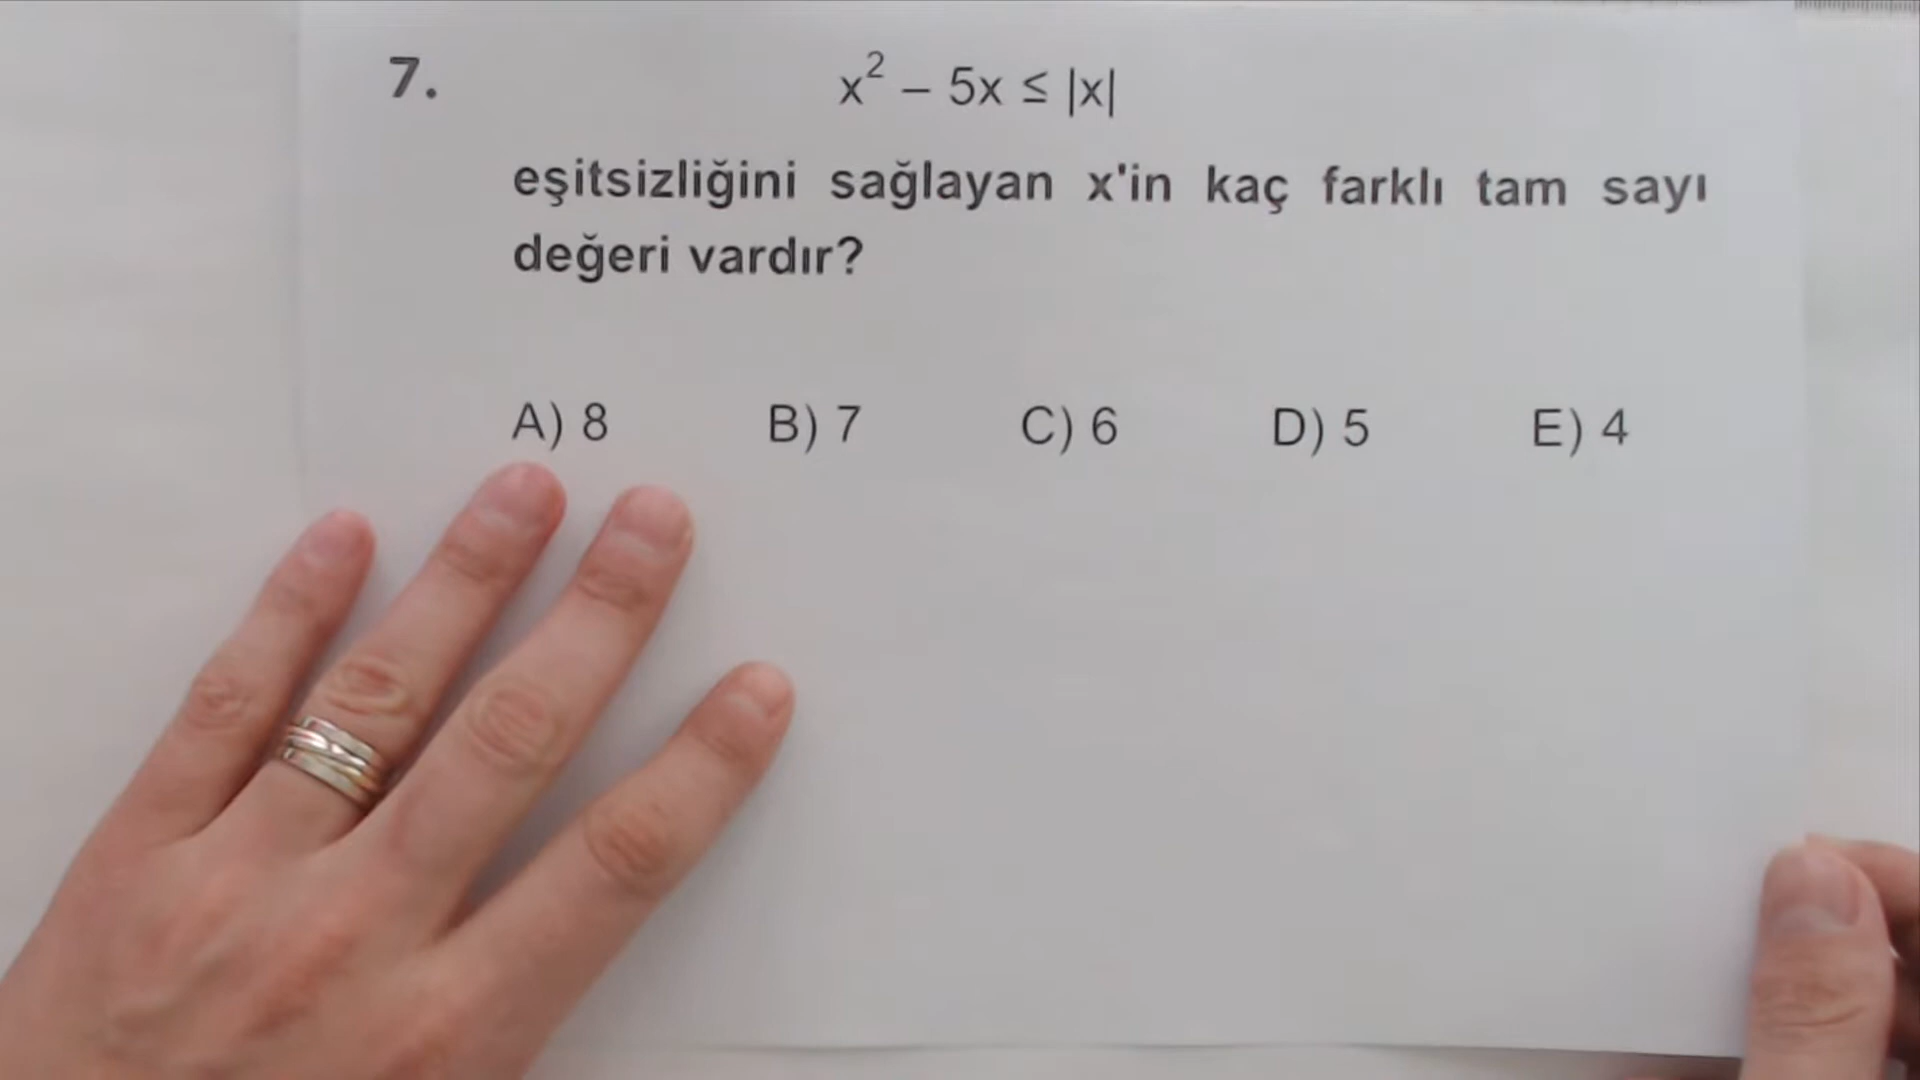 7. x² – 5x ≤ |x|
eşitsizliğini sağlayan x'in kaç farklı tam sayı
değeri vardır?
A) 8 B) 7 C) 6 D) 5 E) 4